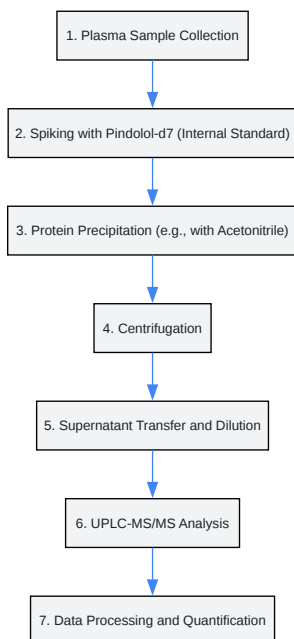 1. Plasma Sample Collection
2. Spiking with Pindolol-d7 (Internal Standard)
3. Protein Precipitation (e.g., with Acetonitrile)
4. Centrifugation
5. Supernatant Transfer and Dilution
6. UPLC-MS/MS Analysis
7. Data Processing and Quantification